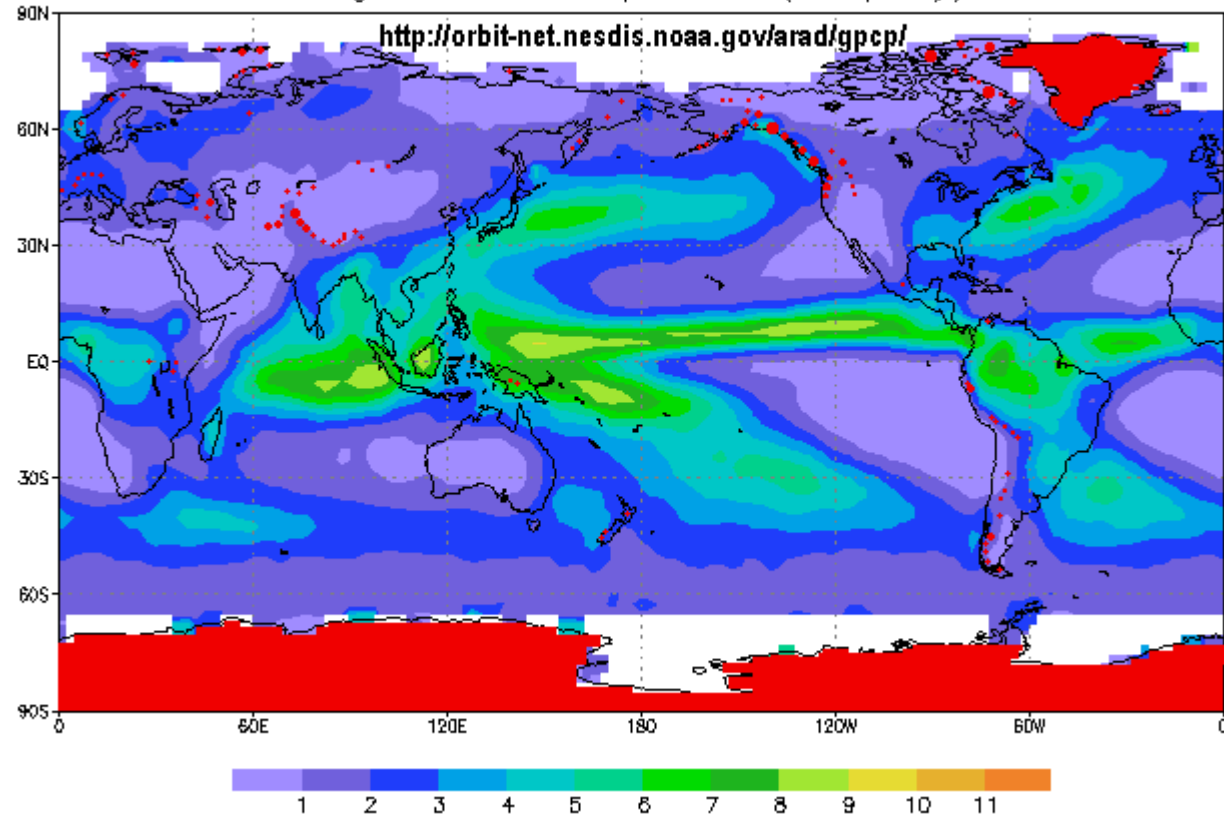 90N
http://orbit-net.nesdis.noaa.gov/arad/gpcp/
60N
30N
EQ
30S
60S
90S
0 60E 120E 180 120W 60W 0
1 2 3 4 5 6 7 8 9 10 11